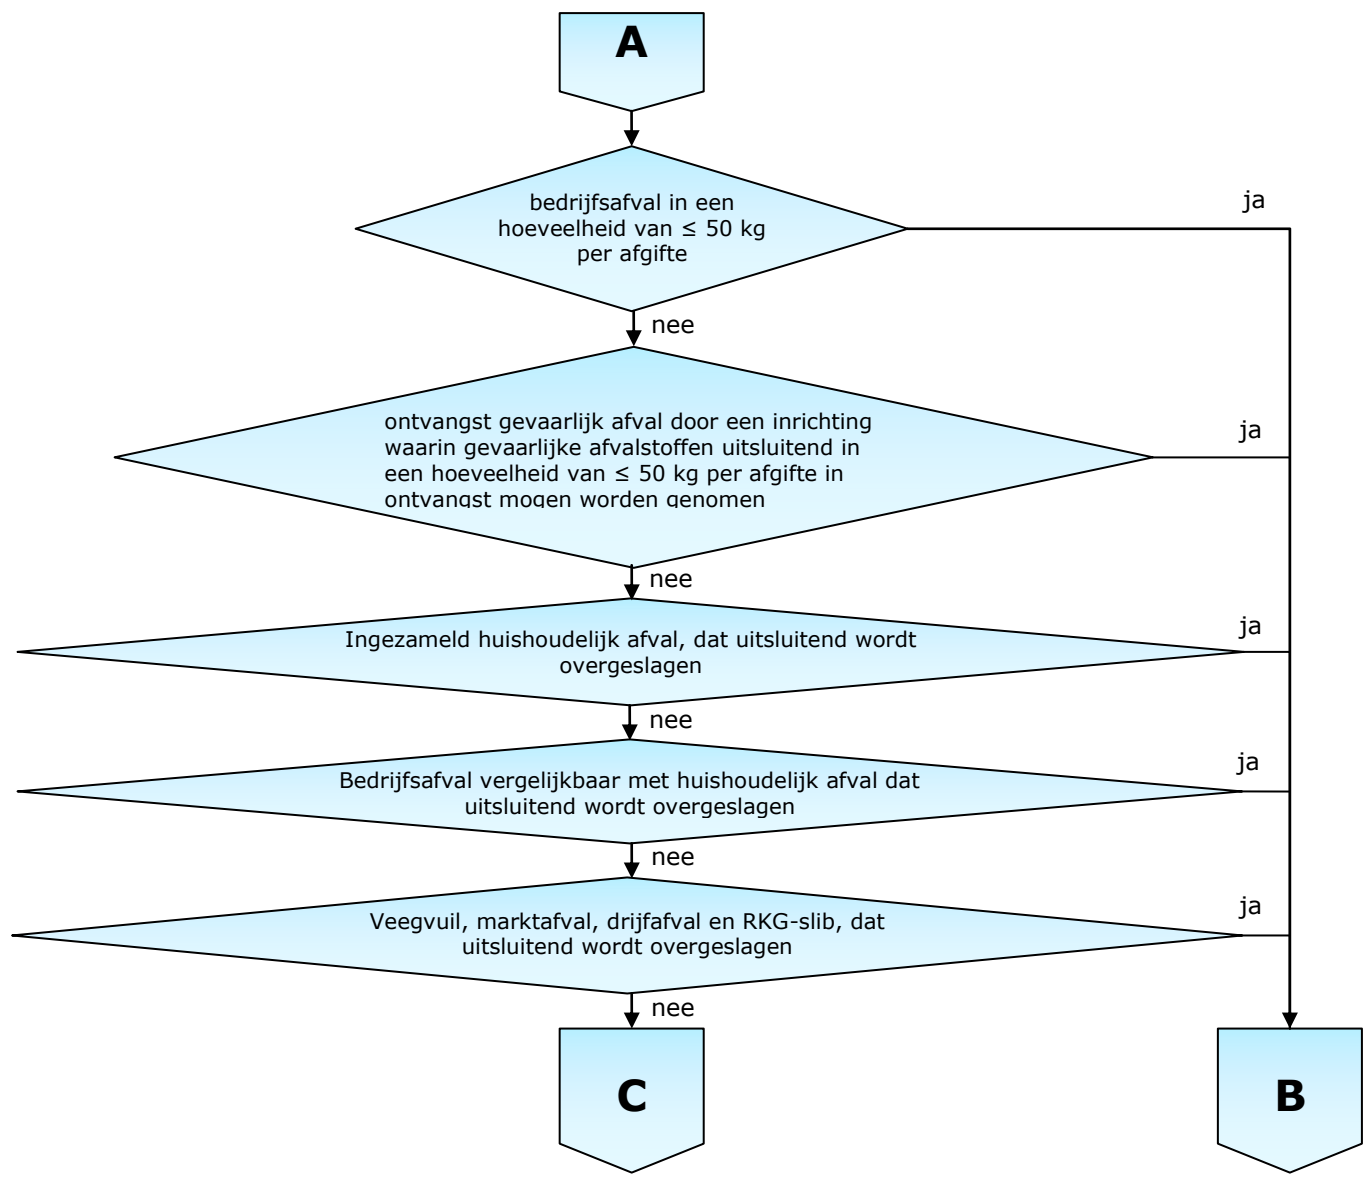 A
bedrijfsafval in een
hoeveelheid van ≤ 50 kg
per afgifte
ja
nee
ontvangst gevaarlijk afval door een inrichting
waarin gevaarlijke afvalstoffen uitsluitend in
een hoeveelheid van ≤ 50 kg per afgifte in
ontvangst mogen worden genomen
ja
nee
Ingezameld huishoudelijk afval, dat uitsluitend wordt
overgeslagen
ja
nee
Bedrijfsafval vergelijkbaar met huishoudelijk afval dat
uitsluitend wordt overgeslagen
ja
nee
Veegvuil, marktafval, drijfafval en RKG-slib, dat
uitsluitend wordt overgeslagen
ja
nee
C
B